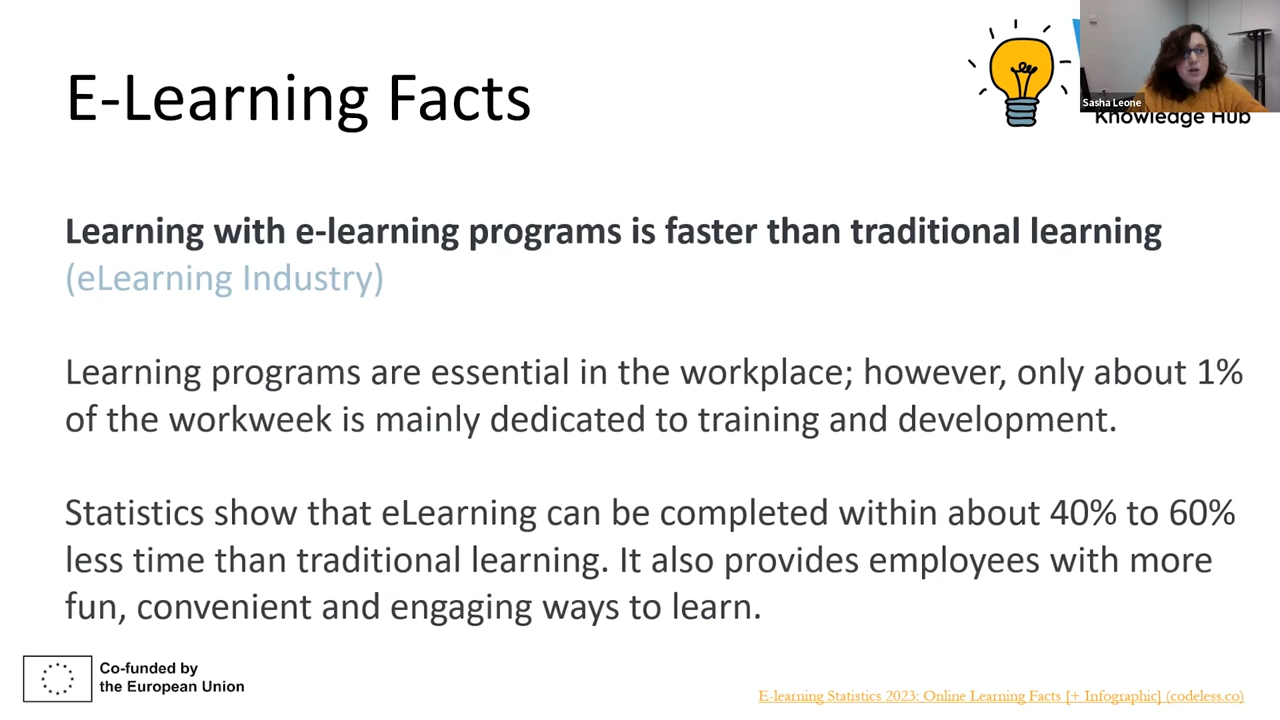 E-Learning Facts
Sasha Leone
Knowledge Hub
Learning with e-learning programs is faster than traditional learning
(eLearning Industry)
Learning programs are essential in the workplace; however, only about 1%
of the workweek is mainly dedicated to training and development.
Statistics show that eLearning can be completed within about 40% to 60%
less time than traditional learning. It also provides employees with more
fun, convenient and engaging ways to learn.
Co-funded by
the European Union
E-learning Statistics 2023: Online Learning Facts [+ Infographic] (codeless.co)